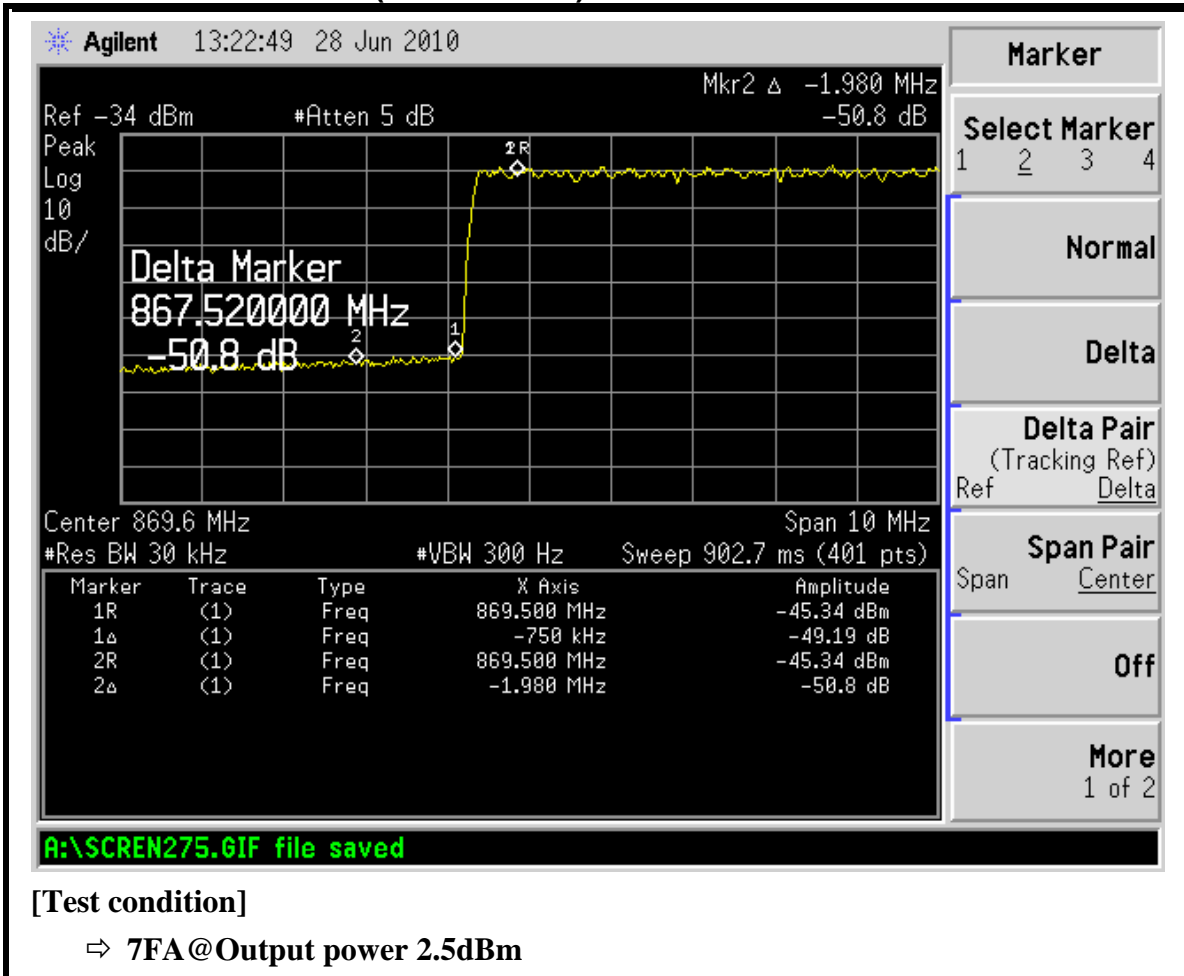 Agilent 13:22:49 28 Jun 2010
Mkr2 Δ -1.980 MHz
Ref -34 dBm #Atten 5 dB -50.8 dB
Peak
Log
10
dB/
2R
Delta Marker
867.520000 MHz
-50.8 dB
2
1
Center 869.6 MHz Span 10 MHz
#Res BW 30 kHz #VBW 300 Hz Sweep 902.7 ms (401 pts)
Marker Trace Type X Axis Amplitude
1R (1) Freq 869.500 MHz -45.34 dBm
1Δ (1) Freq -750 kHz -49.19 dB
2R (1) Freq 869.500 MHz -45.34 dBm
2Δ (1) Freq -1.980 MHz -50.8 dB
A:\SCREN275.GIF file saved
Marker
Select Marker
1 2 3 4
Normal
Delta
Delta Pair
(Tracking Ref)
Ref Delta
Span Pair
Span Center
Off
More
1 of 2
[Test condition]
⇨ 7FA@Output power 2.5dBm